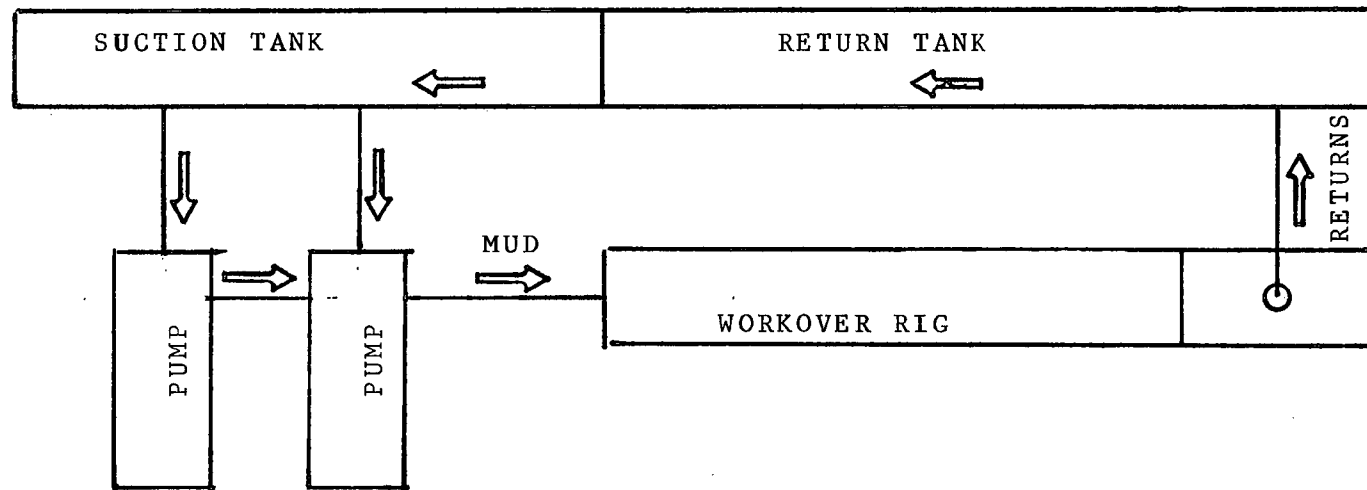 SUCTION TANK
RETURN TANK
RETURNS
MUD
PUMP
PUMP
WORKOVER RIG